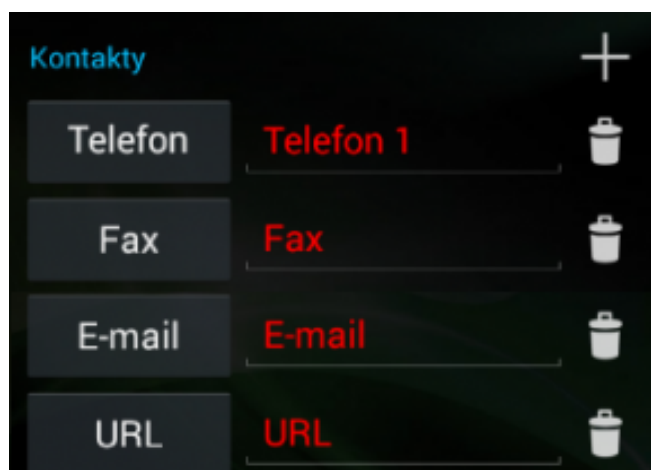 Kontakty
Telefon Telefon 1
Fax Fax
E-mail E-mail
URL URL